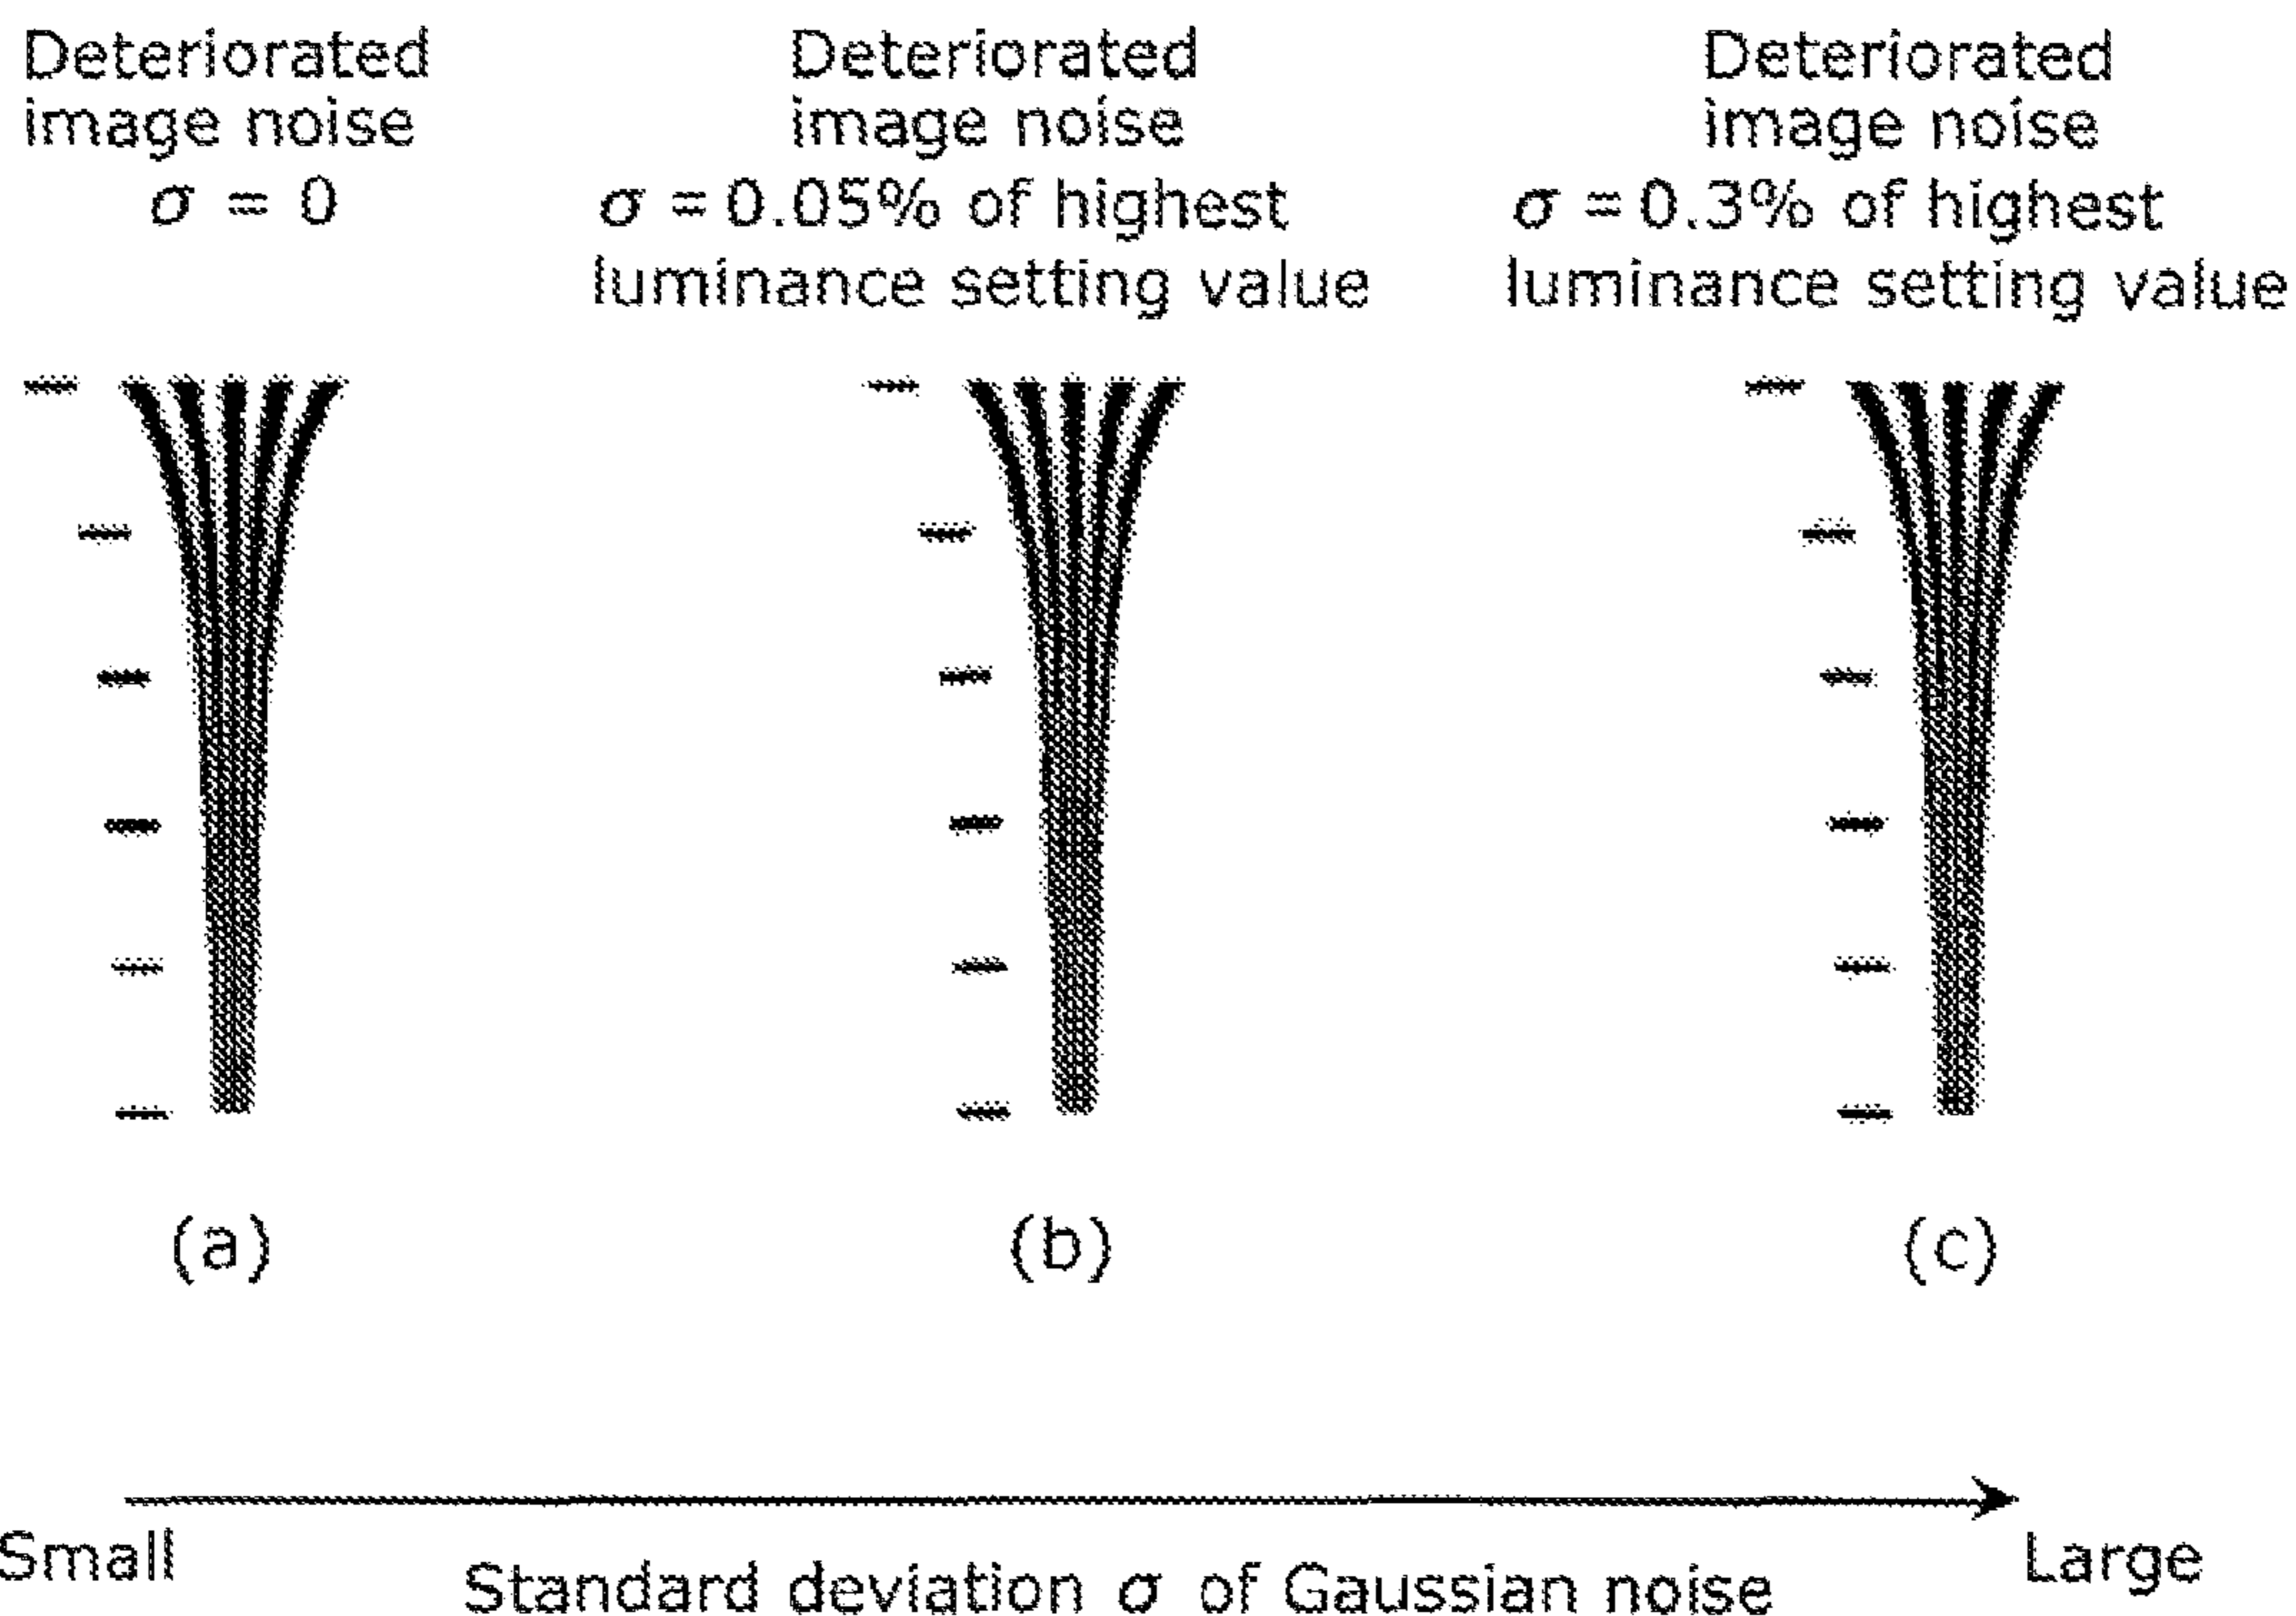 Deteriorated
image noise
σ = 0
Deteriorated
image noise
σ = 0.05% of highest
luminance setting value
Deteriorated
image noise
σ = 0.3% of highest
luminance setting value
(a)
(b)
(c)
Small
Standard deviation σ of Gaussian noise
Large